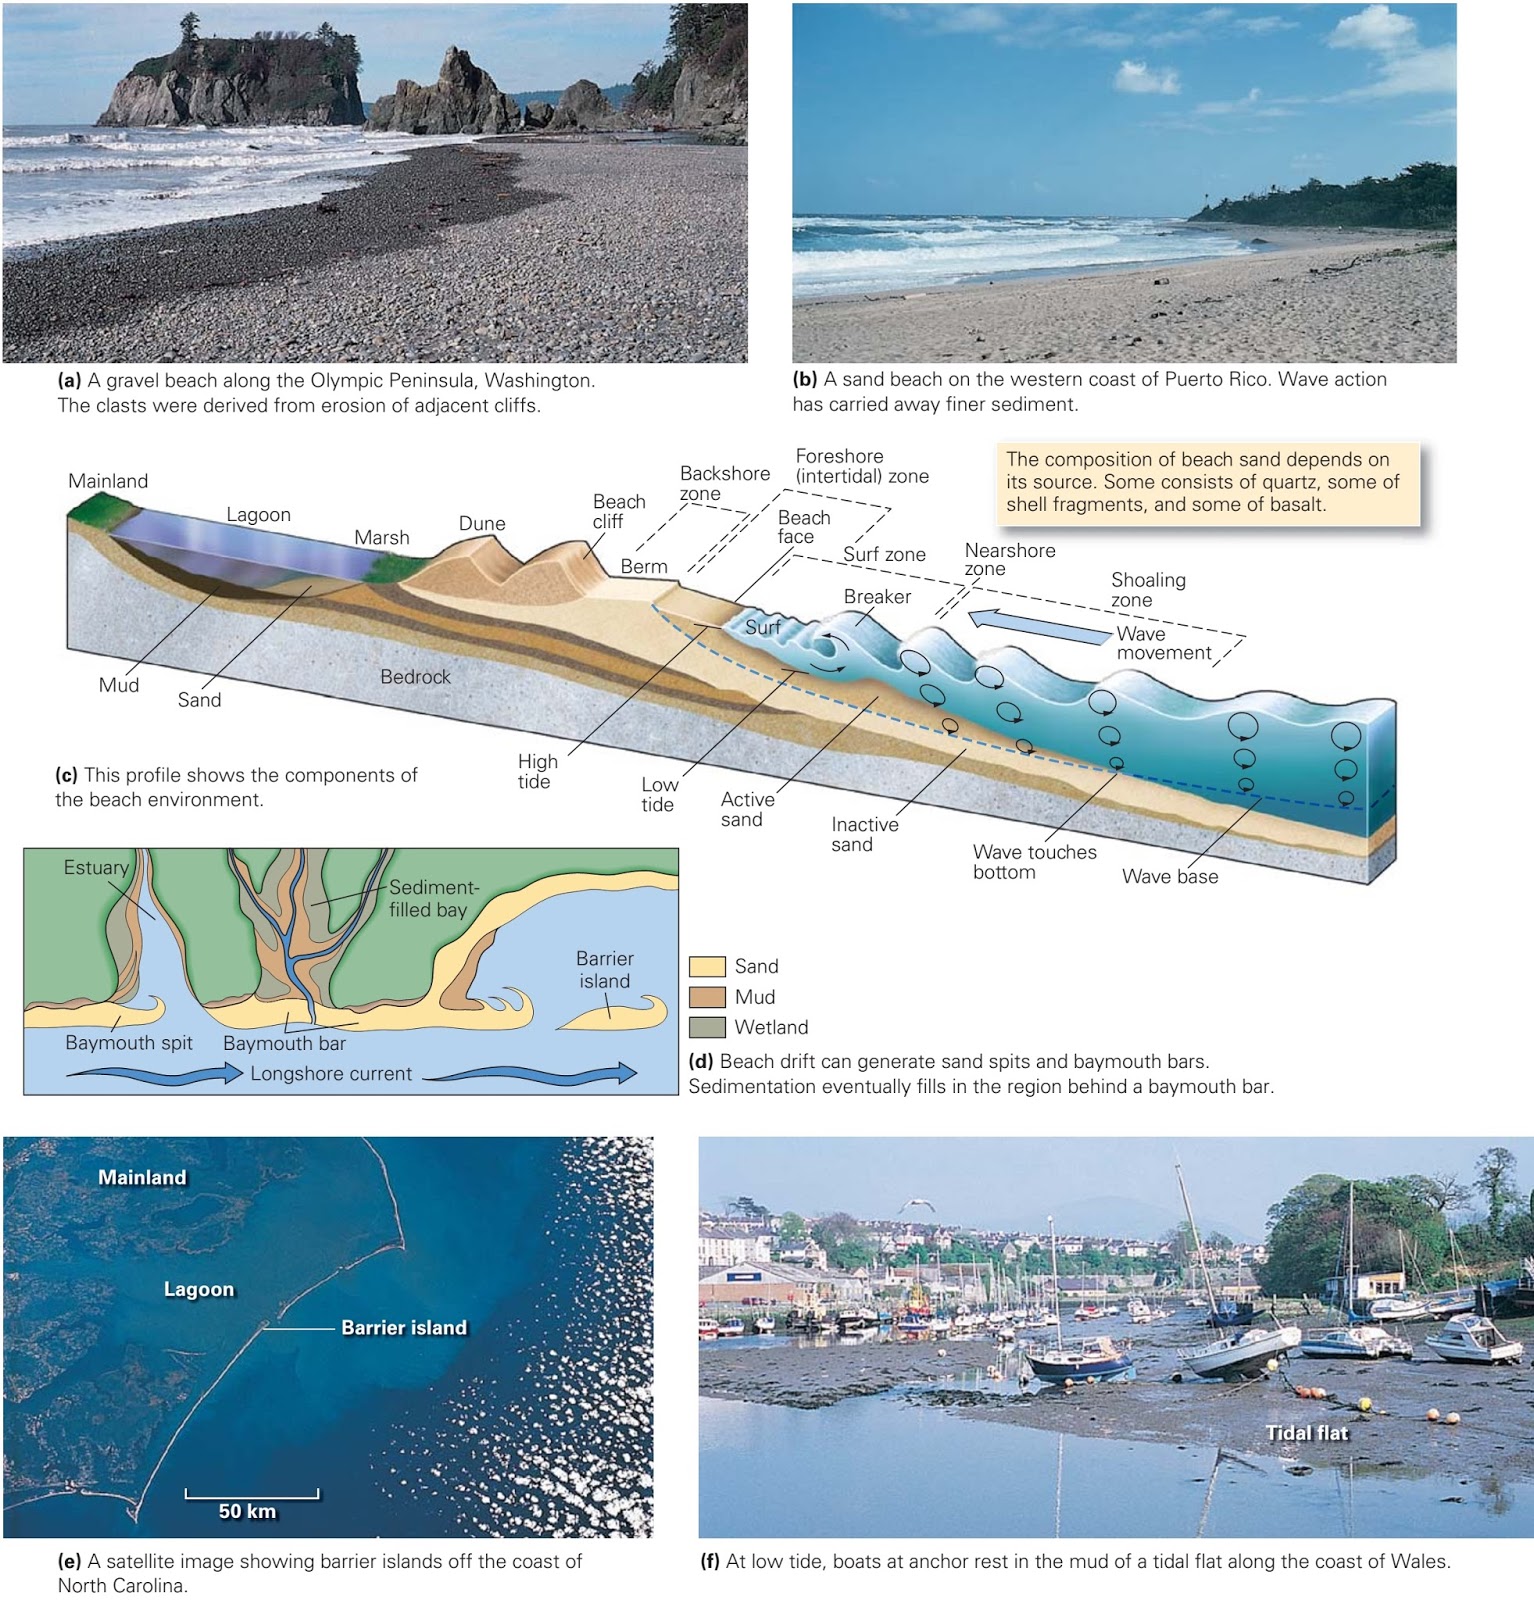 (a) A gravel beach along the Olympic Peninsula, Washington.
The clasts were derived from erosion of adjacent cliffs.
(b) A sand beach on the western coast of Puerto Rico. Wave action
has carried away finer sediment.
The composition of beach sand depends on
its source. Some consists of quartz, some of
shell fragments, and some of basalt.
Mainland
Lagoon
Marsh
Dune
Beach
cliff
Berm
Backshore
zone
Foreshore
(intertidal) zone
Beach
face
Surf zone
Breaker
Nearshore
zone
Shoaling
zone
Wave
movement
Surf
Mud
Sand
Bedrock
High
tide
Low
tide
Active
sand
Inactive
sand
Wave touches
bottom
Wave base
(c) This profile shows the components of
the beach environment.
Estuary
Sediment-
filled bay
Barrier
island
Baymouth spit
Baymouth bar
Longshore current
Sand
Mud
Wetland
(d) Beach drift can generate sand spits and baymouth bars.
Sedimentation eventually fills in the region behind a baymouth bar.
Mainland
Lagoon
Barrier island
50 km
(e) A satellite image showing barrier islands off the coast of
North Carolina.
Tidal flat
(f) At low tide, boats at anchor rest in the mud of a tidal flat along the coast of Wales.